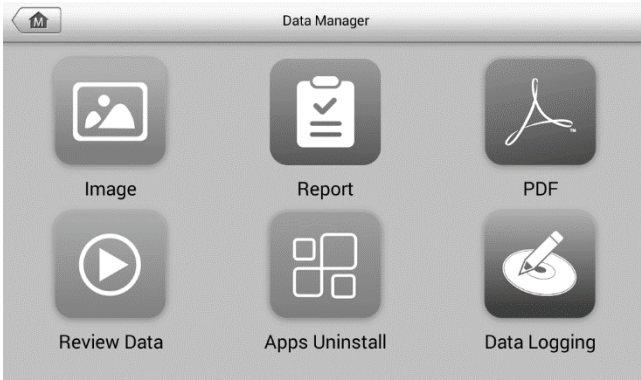 M
Data Manager
Image
Report
PDF
Review Data
Apps Uninstall
Data Logging